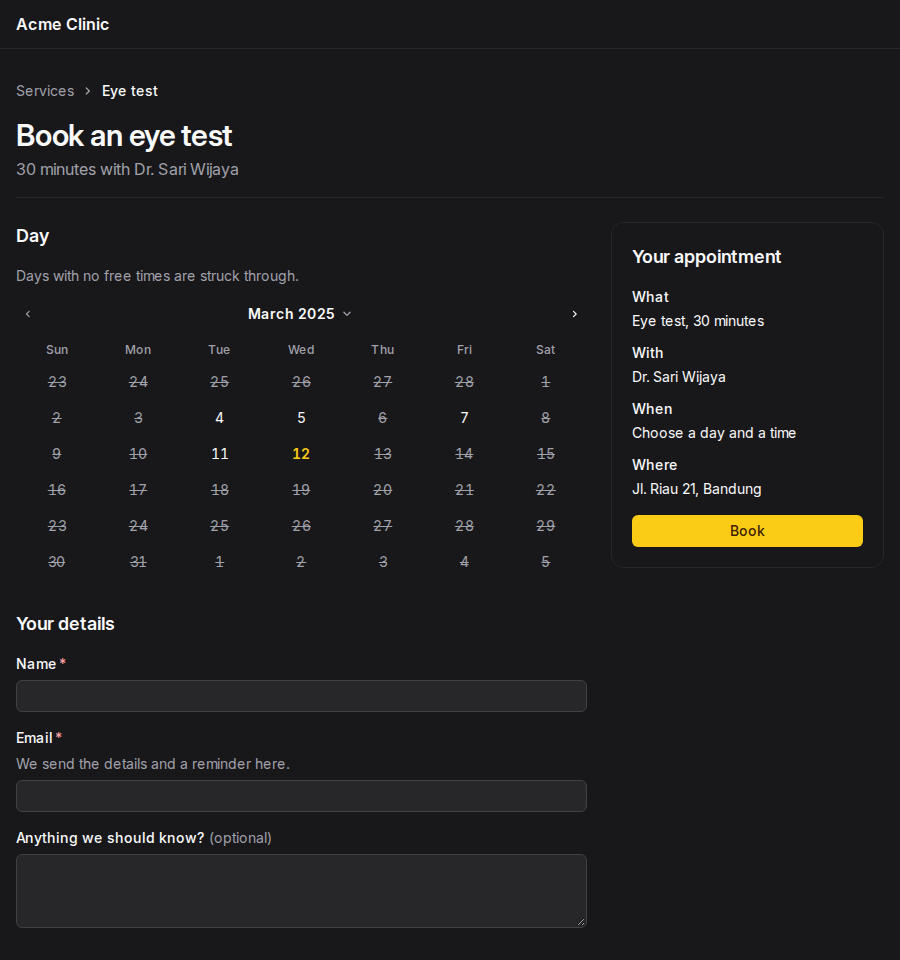 Acme Clinic
Services > Eye test
Book an eye test
30 minutes with Dr. Sari Wijaya
Day
Days with no free times are struck through.
March 2025
Sun Mon Tue Wed Thu Fri Sat
23 24 25 26 27 28 1
2 3 4 5 6 7 8
9 10 11 12 13 14 15
16 17 18 19 20 21 22
23 24 25 26 27 28 29
30 31 1 2 3 4 5
Your details
Name *
Email *
We send the details and a reminder here.
Anything we should know? (optional)
Your appointment
What
Eye test, 30 minutes
With
Dr. Sari Wijaya
When
Choose a day and a time
Where
Jl. Riau 21, Bandung
Book